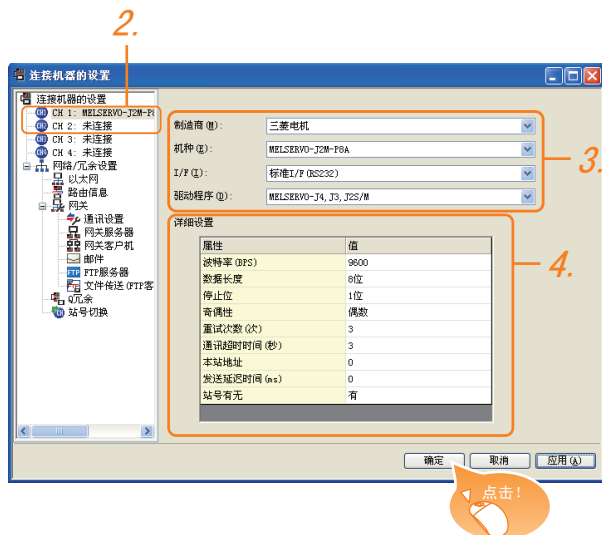 2.
连接机器的设置
连接机器的设置
CH 1: MELSERVO-J2M-P8
CH 2: 未连接
CH 3: 未连接
CH 4: 未连接
网络/冗余设置
以太网
路由信息
网关
通讯设置
网关服务器
网关客户机
邮件
FTP服务器
文件传送(FTP客
Q冗余
站号切换
制造商(M): 三菱电机
机种(E): MELSERVO-J2M-P8A
I/F(I): 标准I/F(RS232)
驱动程序(D): MELSERVO-J4,J3,J2S/M
3.
详细设置
属性 值
波特率(BPS) 9600
数据长度 8位
停止位 1位
奇偶性 偶数
重试次数(次) 3
通讯超时时间(秒) 3
本站地址 0
发送延迟时间(ms) 0
站号有无 有
4.
确定 取消 应用(A)
点击!